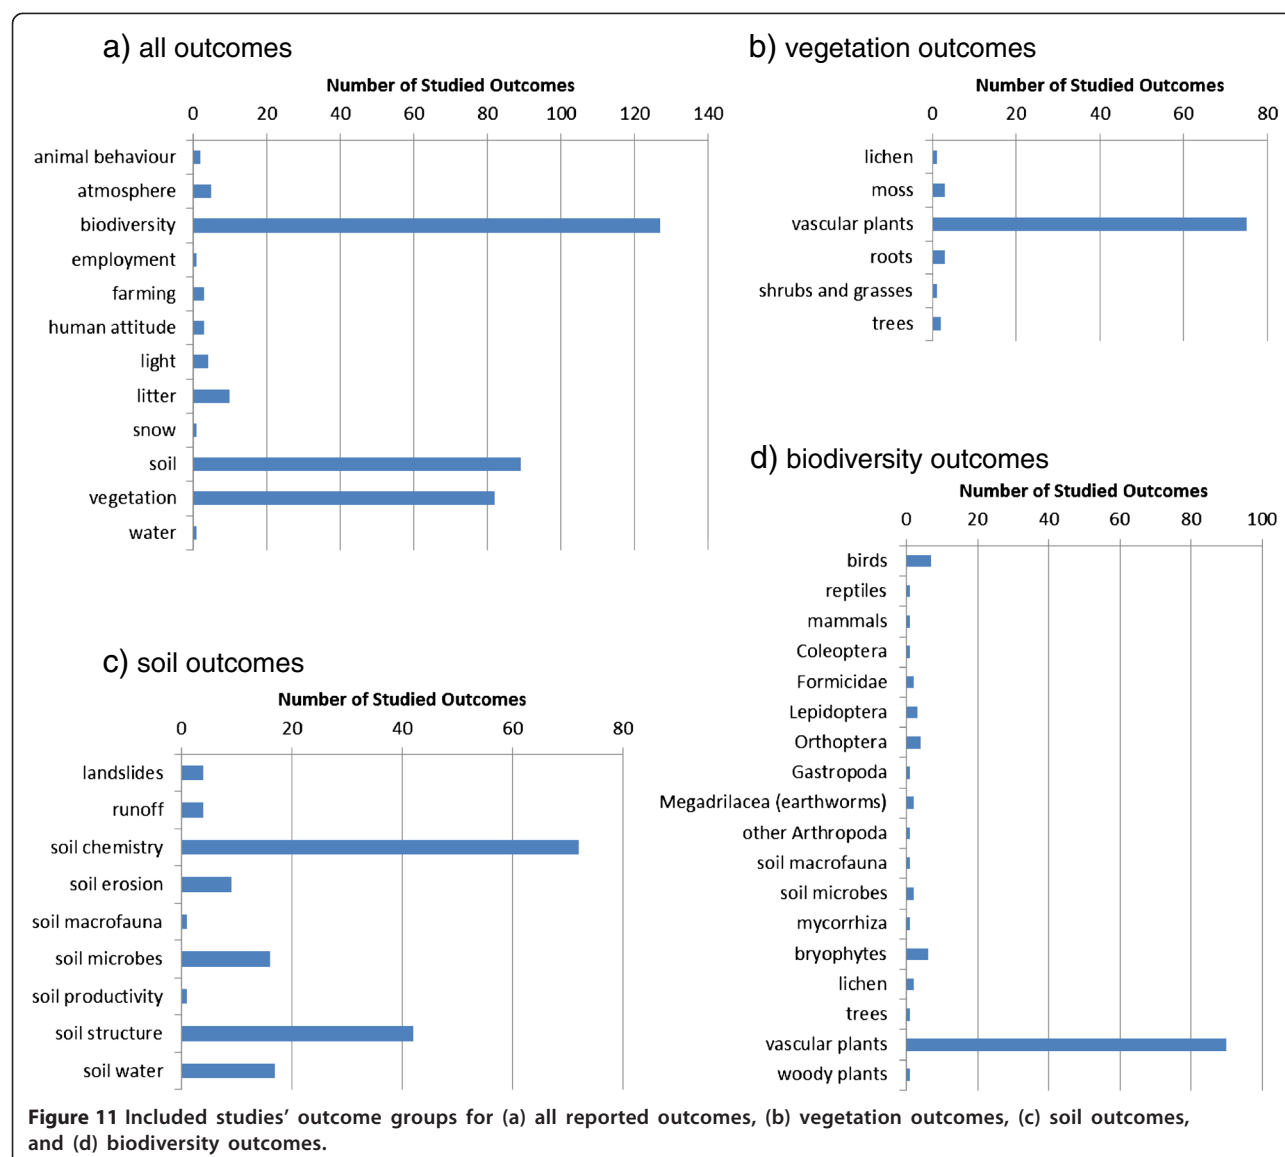 a) all outcomes
Number of Studied Outcomes
0 20 40 60 80 100 120 140
animal behaviour
atmosphere
biodiversity
employment
farming
human attitude
light
litter
snow
soil
vegetation
water
b) vegetation outcomes
Number of Studied Outcomes
0 20 40 60 80
lichen
moss
vascular plants
roots
shrubs and grasses
trees
c) soil outcomes
Number of Studied Outcomes
0 20 40 60 80
landslides
runoff
soil chemistry
soil erosion
soil macrofauna
soil microbes
soil productivity
soil structure
soil water
d) biodiversity outcomes
Number of Studied Outcomes
0 20 40 60 80 100
birds
reptiles
mammals
Coleoptera
Formicidae
Lepidoptera
Orthoptera
Gastropoda
Megadrilacea (earthworms)
other Arthropoda
soil macrofauna
soil microbes
mycorrhiza
bryophytes
lichen
trees
vascular plants
woody plants
Figure 11 Included studies’ outcome groups for (a) all reported outcomes, (b) vegetation outcomes, (c) soil outcomes,
and (d) biodiversity outcomes.